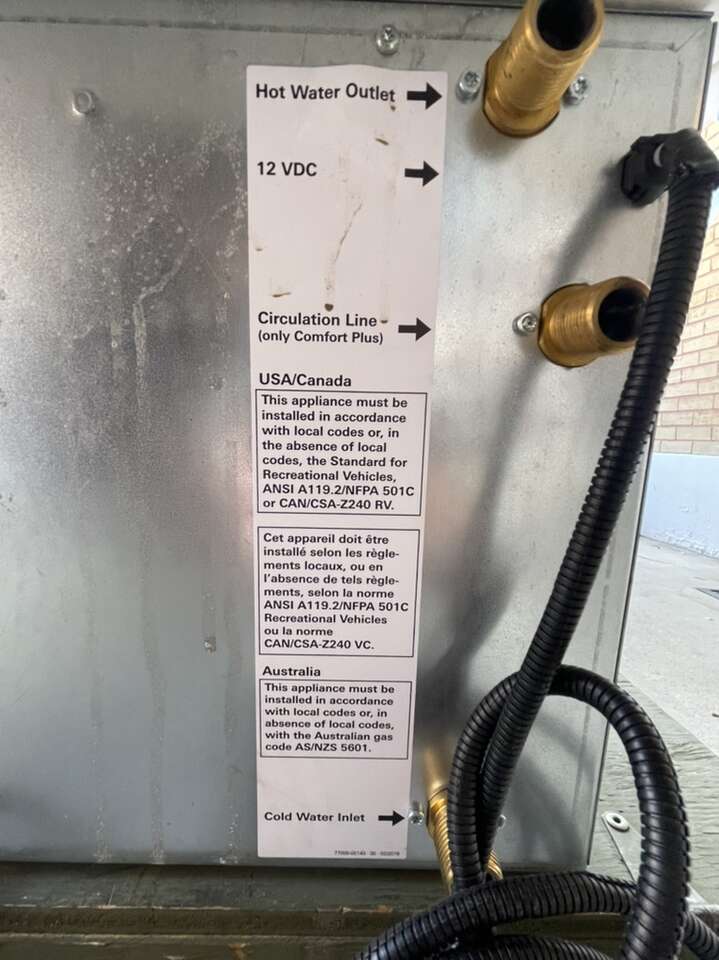 Hot Water Outlet
12 VDC
Circulation Line
(only Comfort Plus)
USA/Canada
This appliance must be
installed in accordance
with local codes or, in
the absence of local
codes, the Standard for
Recreational Vehicles,
ANSI A119.2/NFPA 501C
or CAN/CSA-Z240 RV.
Cet appareil doit être
installé selon les règle-
ments locaux, ou en
l'absence de tels règle-
ments, selon la norme
ANSI A119.2/NFPA 501C
Recreational Vehicles
ou la norme
CAN/CSA-Z240 VC.
Australia
This appliance must be
installed in accordance
with local codes or, in
absence of local codes,
with the Australian gas
code AS/NZS 5601.
Cold Water Inlet